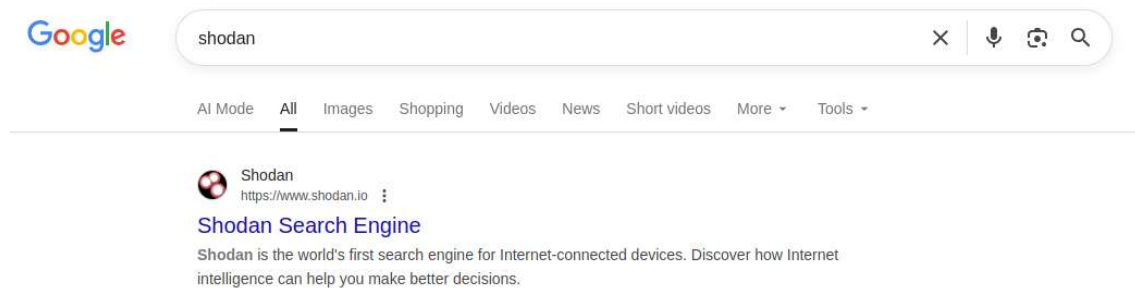 Google
shodan
AI Mode All Images Shopping Videos News Short videos More Tools
Shodan
https://www.shodan.io
Shodan Search Engine
Shodan is the world's first search engine for Internet-connected devices. Discover how Internet
intelligence can help you make better decisions.